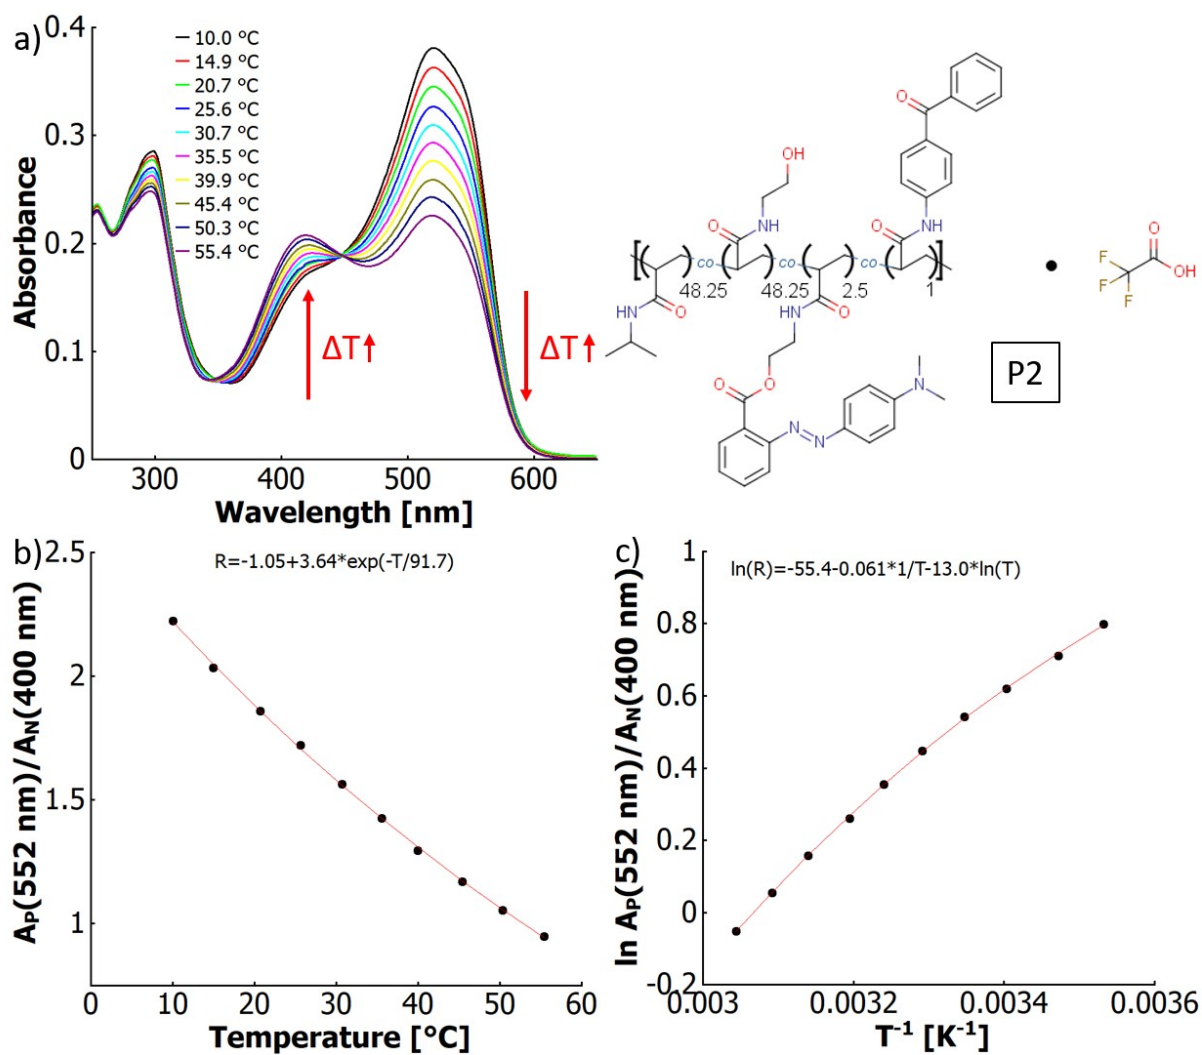 a)
0.4
0.3
0.2
0.1
0
Absorbance
10.0 °C
14.9 °C
20.7 °C
25.6 °C
30.7 °C
35.5 °C
39.9 °C
45.4 °C
50.3 °C
55.4 °C
ΔT
ΔT
300
400
500
600
Wavelength [nm]
O
OH
NH
O
O
NH
co
co
co
48.25
48.25
2.5
1
HN
O
HN
O
O
O
N
N
N
F
F
F
O
OH
P2
b)
2.5
2
1.5
1
R=-1.05+3.64*exp(-T/91.7)
AP(552 nm)/AN(400 nm)
0
10
20
30
40
50
60
Temperature [°C]
c)
1
0.8
0.6
0.4
0.2
0
-0.2
ln(R)=-55.4-0.061*1/T-13.0*ln(T)
ln AP(552 nm)/AN(400 nm)
0.003
0.0032
0.0034
0.0036
T-1 [K-1]